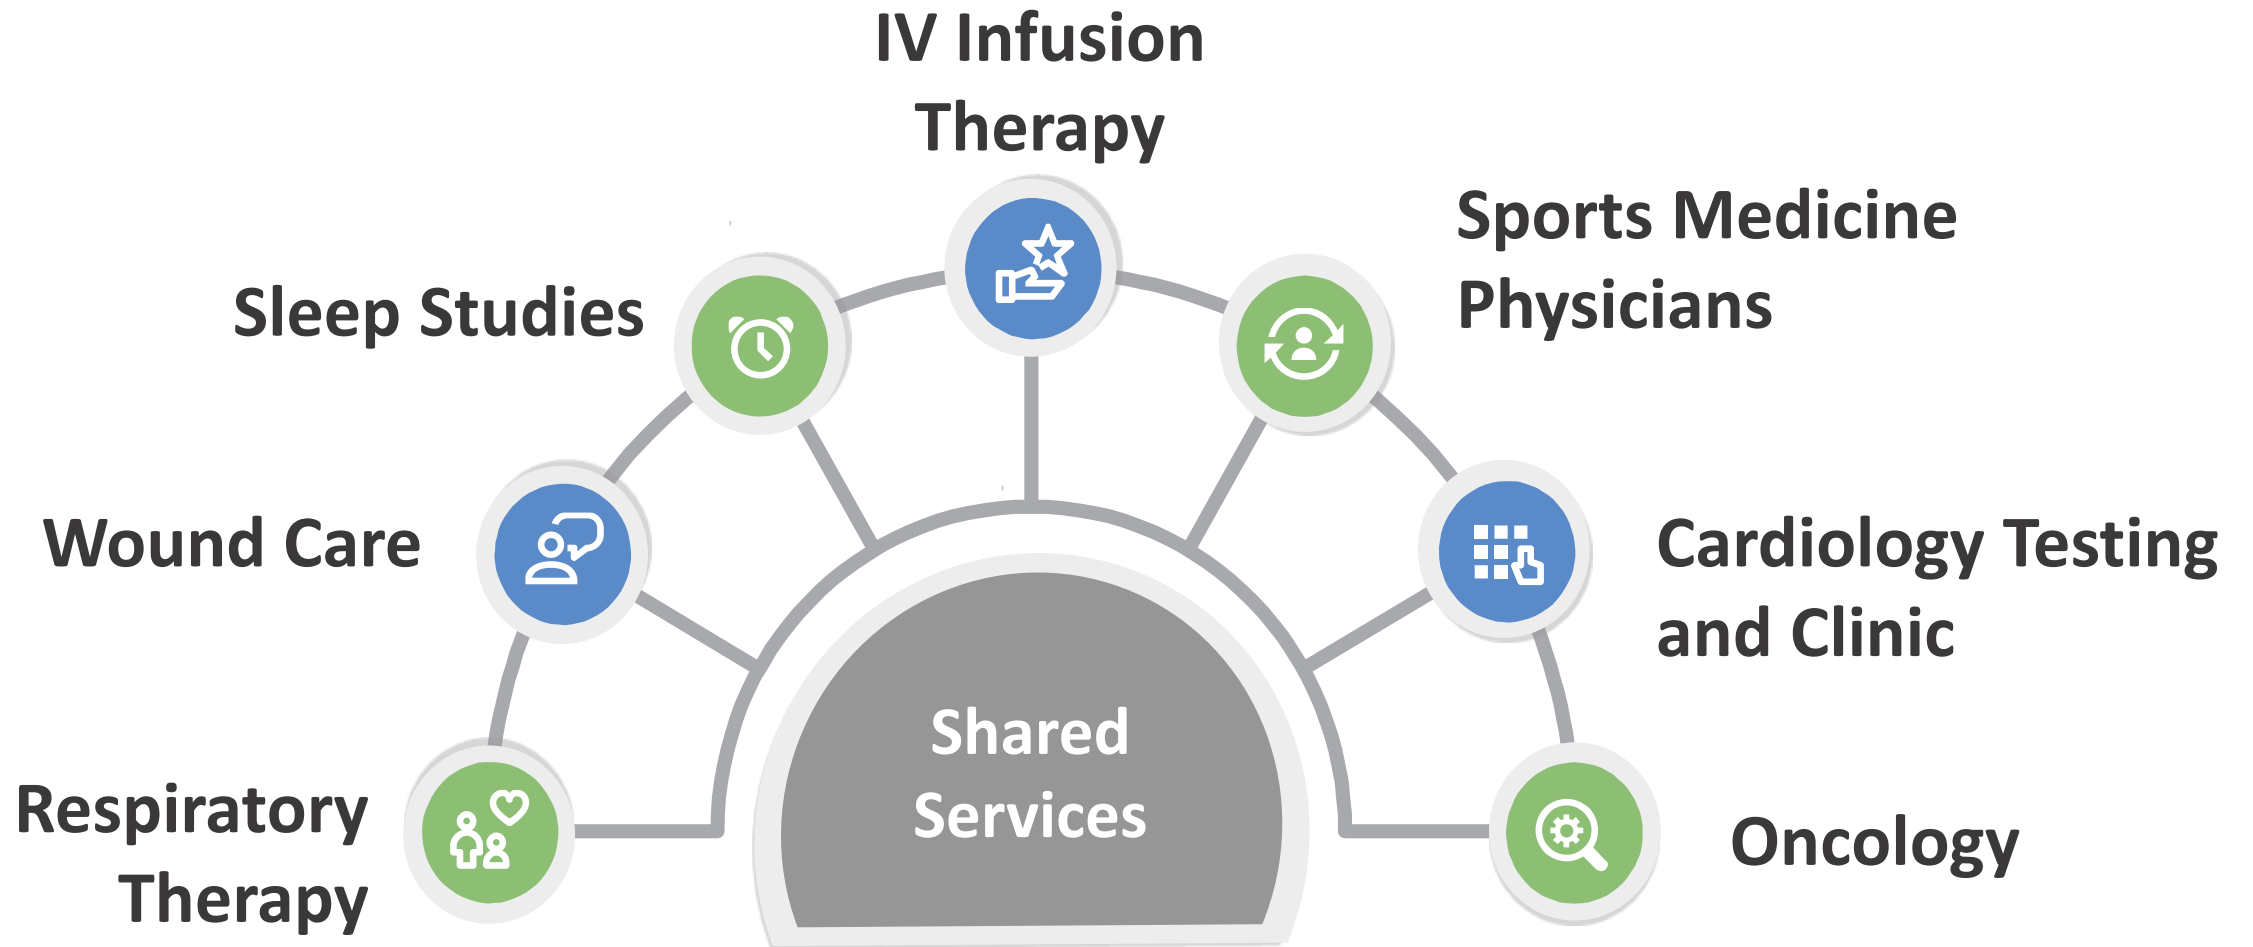 IV Infusion
Therapy
Sports Medicine
Physicians
Sleep Studies
Wound Care
Cardiology Testing
and Clinic
Shared
Services
Respiratory
Therapy
Oncology